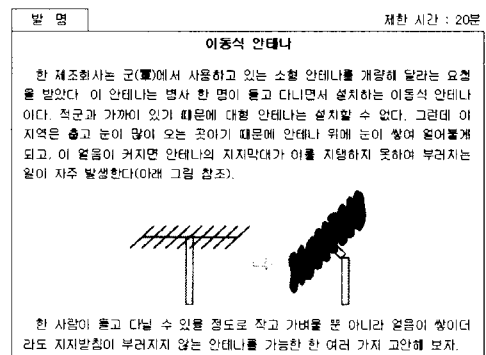 발 명
제한 시간 : 20분
이동식 안테나
한 제조회사는 군(軍)에서 사용하고 있는 소형 안테나를 개량해 달라는 요청
을 받았다 이 안테나는 병사 한 명이 들고 다니면서 설치하는 이동식 안테나
이다. 적군과 가까이 있기 때문에 대형 안테나는 설치할 수 없다. 그런데 이
지역은 춥고 눈이 많이 오는 곳이기 때문에 안테나 위에 눈이 쌓여 얼어붙게
되고, 이 얼음이 커지면 안테나의 지지막대가 이를 지탱하지 못하여 부러지는
일이 자주 발생한다(아래 그림 참조).
한 사람이 들고 다닐 수 있을 정도로 작고 가벼울 뿐 아니라 얼음이 쌓이더
라도 지지받침이 부러지지 않는 안테나를 가능한 한 여러 가지 고안해 보자.